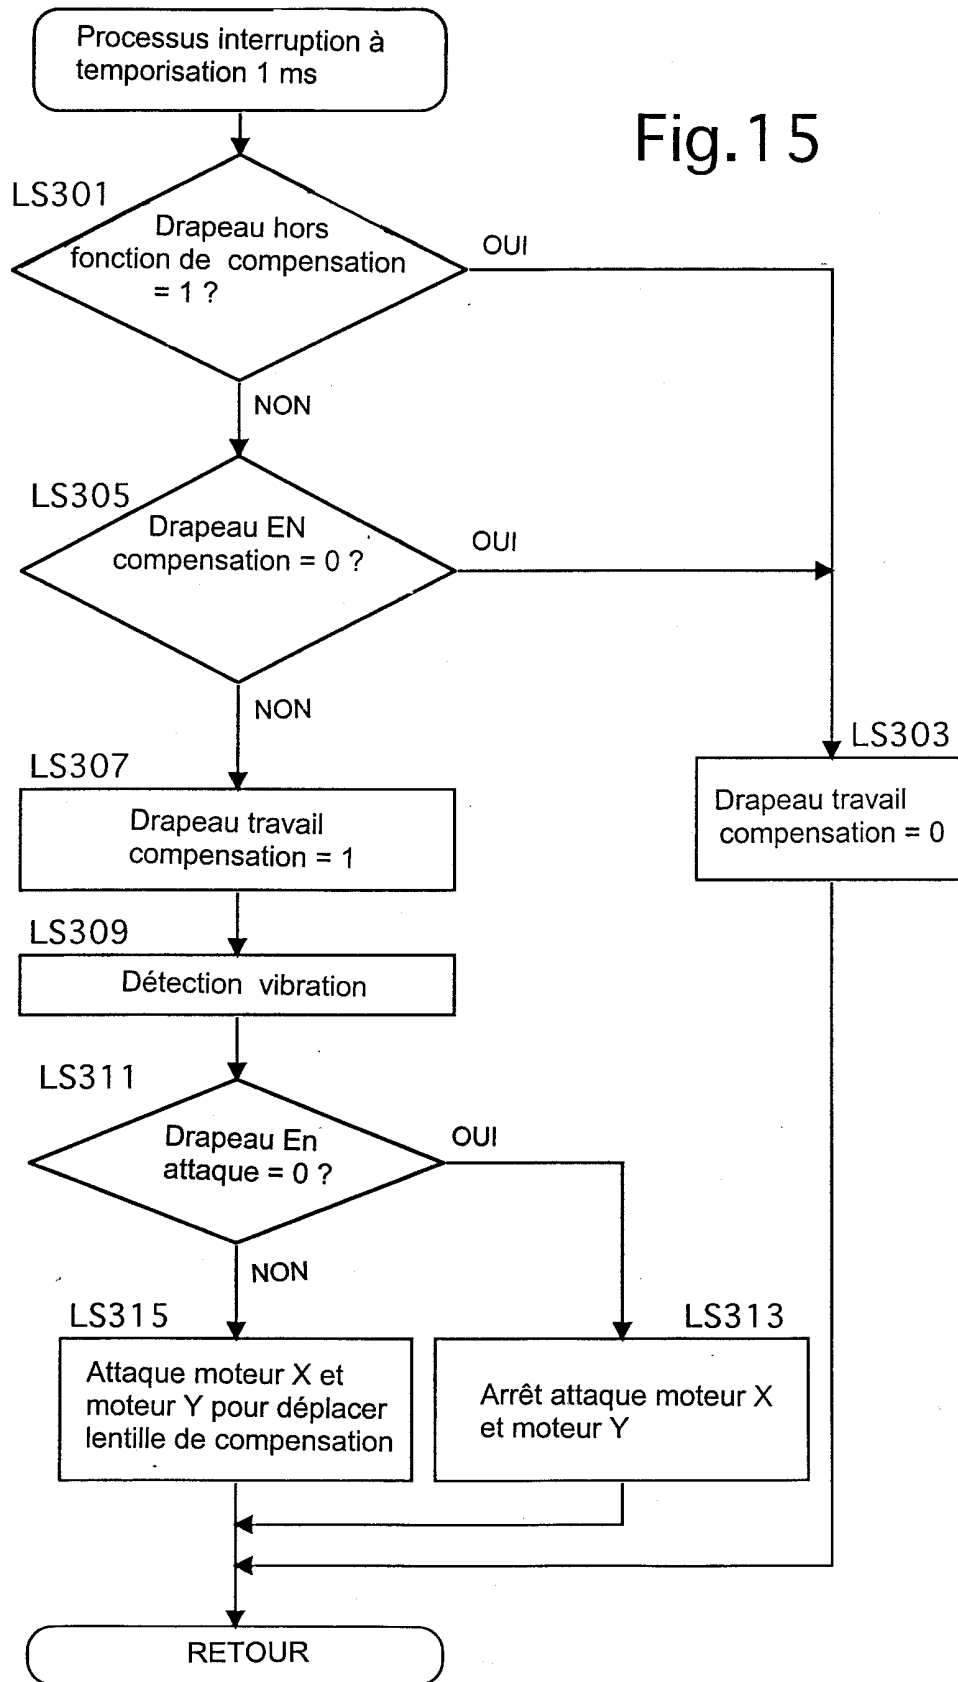 Processus interruption à
temporisation 1 ms
Fig.15
LS301
Drapeau hors
fonction de compensation
= 1 ?
OUI
NON
LS305
Drapeau EN
compensation = 0 ?
OUI
NON
LS303
Drapeau travail
compensation = 0
LS307
Drapeau travail
compensation = 1
LS309
Détection vibration
LS311
Drapeau En
attaque = 0 ?
OUI
NON
LS315
Attaque moteur X et
moteur Y pour déplacer
lentille de compensation
LS313
Arrêt attaque moteur X
et moteur Y
RETOUR